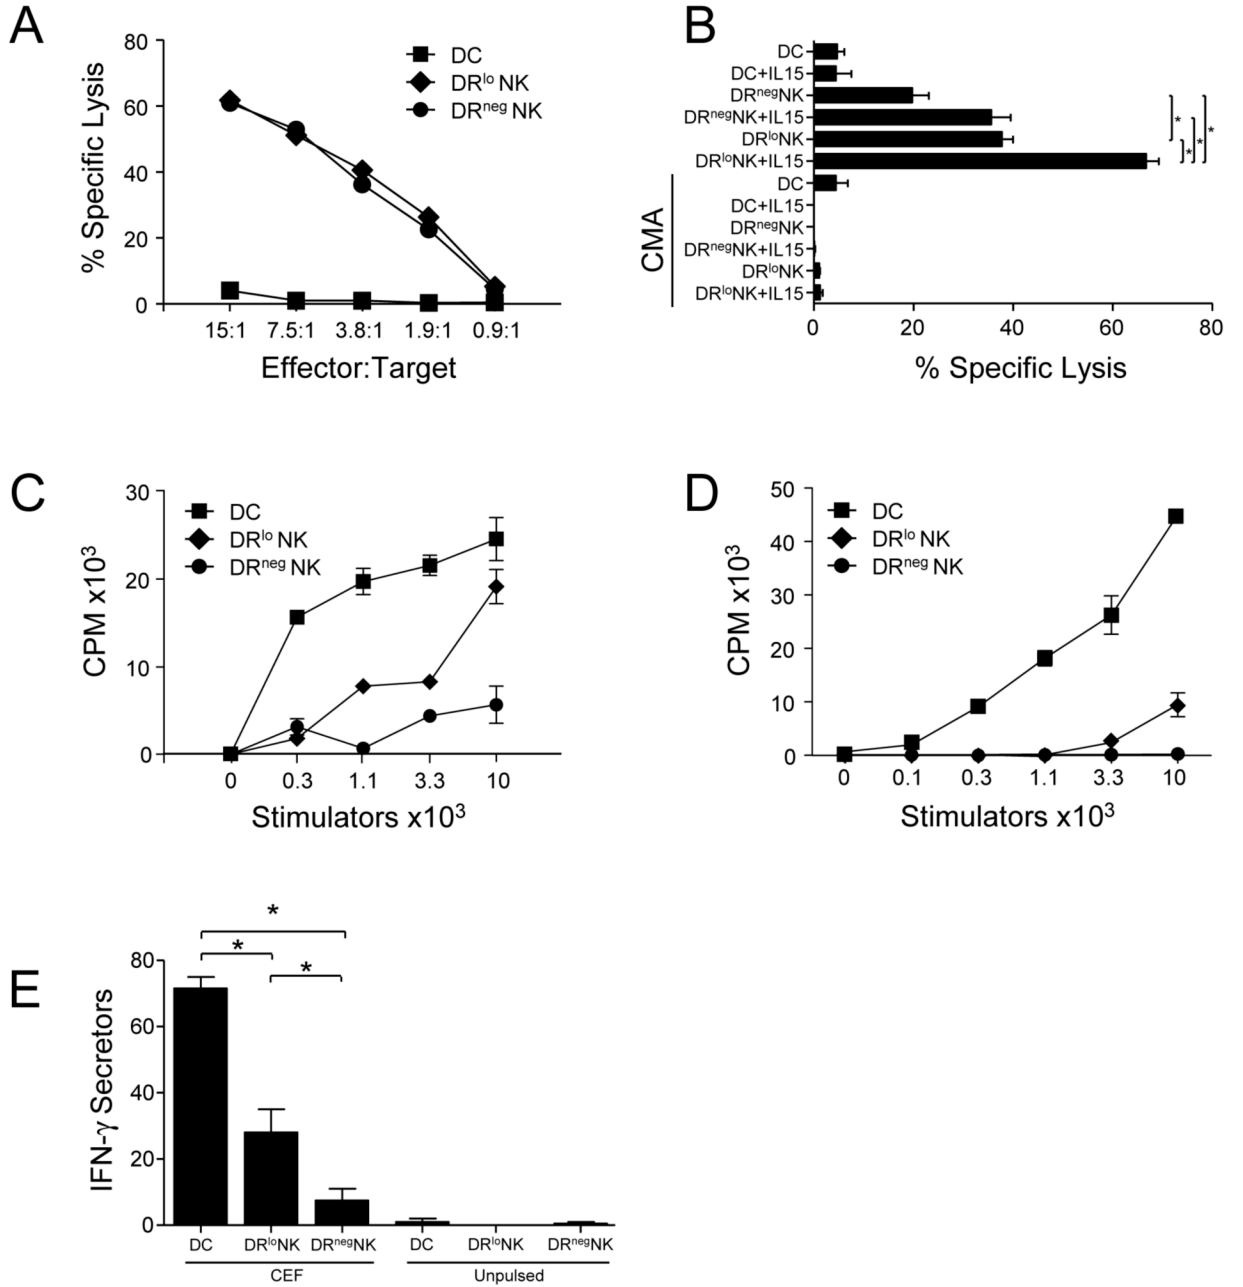 A
80
60
40
20
0
% Specific Lysis
DC
DRˡᵒ NK
DRⁿᵉᵍ NK
15:1 7.5:1 3.8:1 1.9:1 0.9:1
Effector:Target
B
DC
DC+IL15
DRⁿᵉᵍNK
DRⁿᵉᵍNK+IL15
DRˡᵒNK
DRˡᵒNK+IL15
DC
DC+IL15
DRⁿᵉᵍNK
DRⁿᵉᵍNK+IL15
DRˡᵒNK
DRˡᵒNK+IL15
CMA
* * * *
0 20 40 60 80
% Specific Lysis
C
30
20
10
0
CPM x10³
DC
DRˡᵒ NK
DRⁿᵉᵍ NK
0 0.3 1.1 3.3 10
Stimulators x10³
D
50
40
30
20
10
0
CPM x10³
DC
DRˡᵒ NK
DRⁿᵉᵍ NK
0 0.1 0.3 1.1 3.3 10
Stimulators x10³
E
*
*
*
80
60
40
20
0
IFN-γ Secretors
DC DRˡᵒNK DRⁿᵉᵍNK DC DRˡᵒNK DRⁿᵉᵍNK
CEF Unpulsed